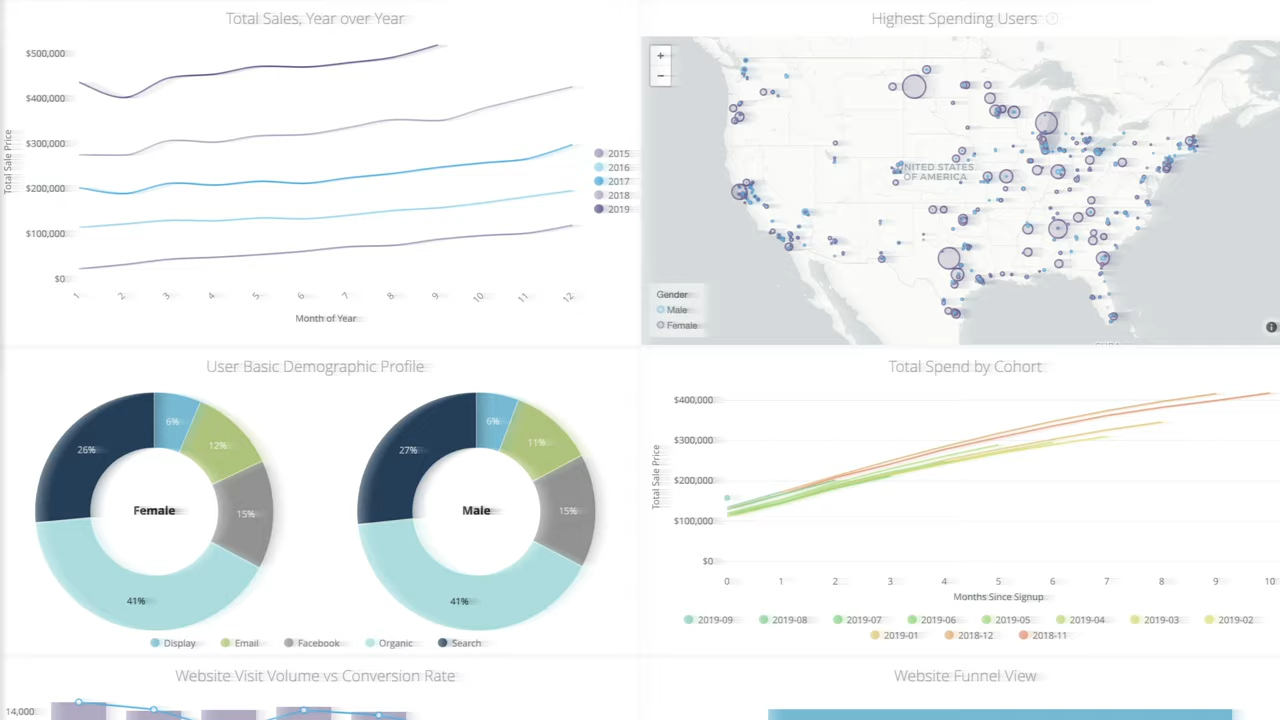 Total Sales, Year over Year
$500,000
$400,000
$300,000
$200,000
$100,000
$0
Total Sale Price
1 2 3 4 5 6 7 8 9 10 11 12
Month of Year
2015
2016
2017
2018
2019
Highest Spending Users
+
−
UNITED STATES
OF AMERICA
Gender
Male
Female
User Basic Demographic Profile
6%
12%
26%
15%
41%
Female
6%
11%
27%
15%
41%
Male
Display Email Facebook Organic Search
Total Spend by Cohort
$400,000
$300,000
$200,000
$100,000
$0
Total Sale Price
0 1 2 3 4 5 6 7 8 9 10
Months Since Signup
2019-09 2019-08 2019-07 2019-06 2019-05 2019-04 2019-03 2019-02
2019-01 2018-12 2018-11
Website Visit Volume vs Conversion Rate
14,000
Website Funnel View